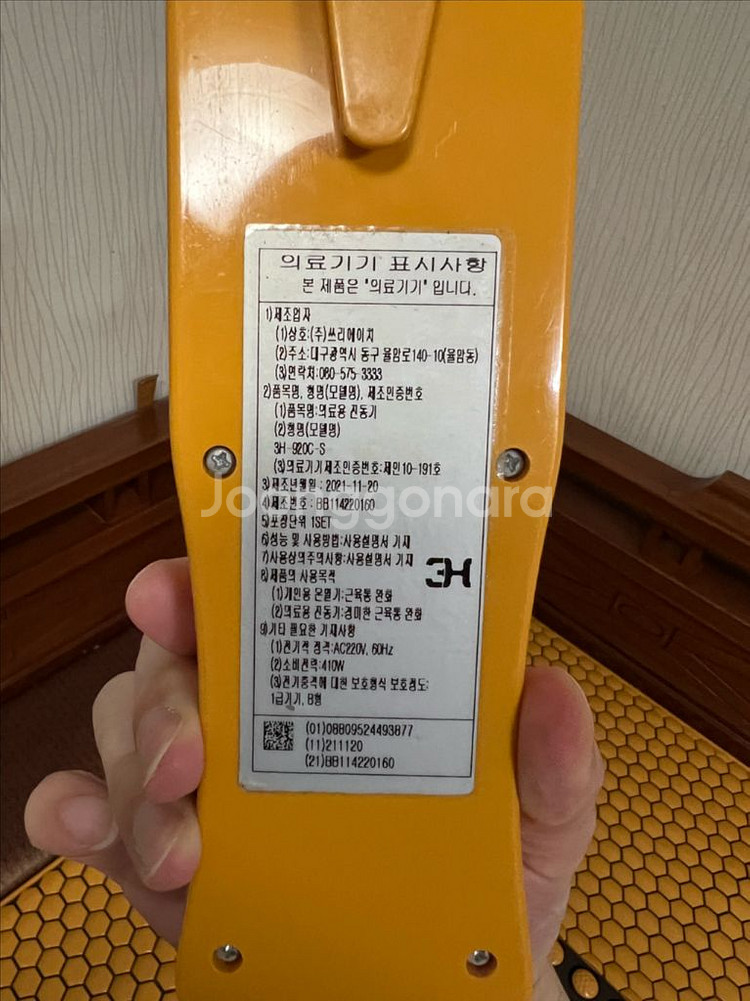 의료기기 표시사항
본 제품은 "의료기기" 입니다.
1)제조업자
(1)상호:(주)쓰리에이치
(2)주소:대구광역시 동구 율암로140-10(율암동)
(3)연락처:080-575-3333
2)품목명, 형명(모델명), 제조인증번호
(1)품목명:의료용 진동기
(2)형명(모델명)
3H-920C-S
(3)의료기기제조인증번호:제인10-191호
3)제조년월일 : 2021-11-20
4)제조번호 : BB114220160
5)포장단위 1SET
6)성능 및 사용방법:사용설명서 기재
7)사용상의주의사항:사용설명서 기재
3H
8)제품의 사용목적
(1)개인용 온열기:근육통 완화
(2)의료용 진동기:경미한 근육통 완화
9)기타 필요한 기재사항
(1)전기적 정격:AC220V, 60Hz
(2)소비전력:410W
(3)전기충격에 대한 보호형식 보호정도:
1급기기, B형
(01)08809524493877
(11)211120
(21)BB114220160
Joonggonara